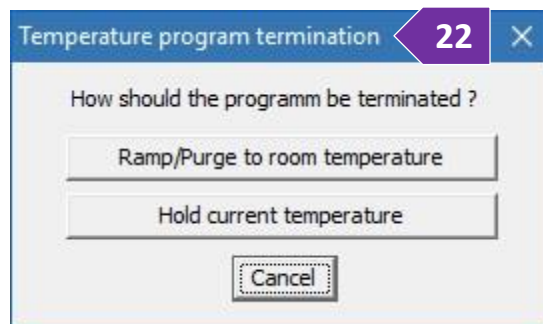 Temperature program termination 22
How should the programm be terminated ?
Ramp/Purge to room temperature
Hold current temperature
Cancel